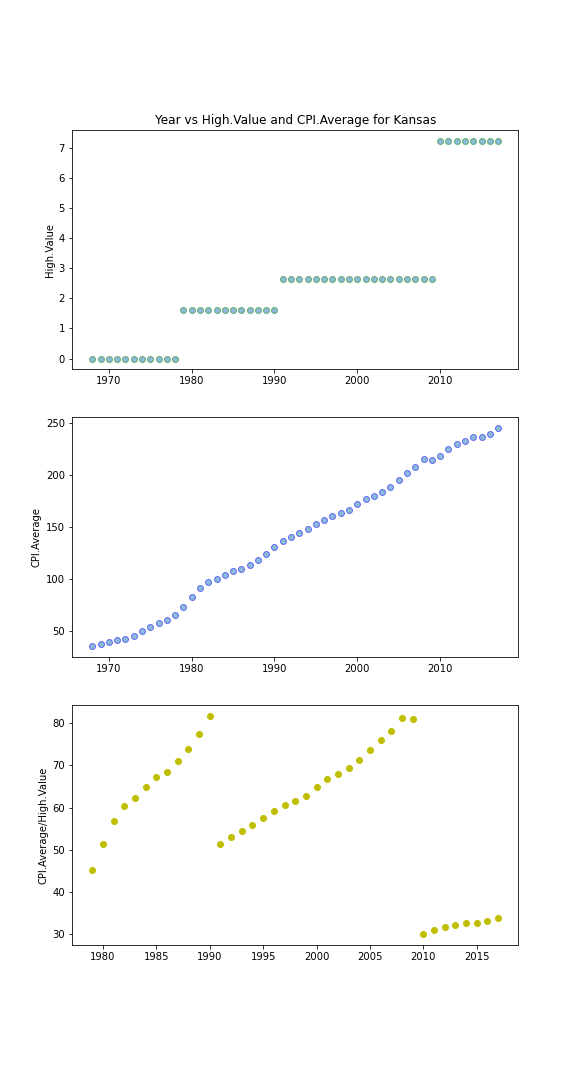 Year vs High.Value and CPI.Average for Kansas
High.Value
7
6
5
4
3
2
1
0
1970 1980 1990 2000 2010
CPI.Average
250
200
150
100
50
1970 1980 1990 2000 2010
CPI.Average/High.Value
80
70
60
50
40
30
1980 1985 1990 1995 2000 2005 2010 2015